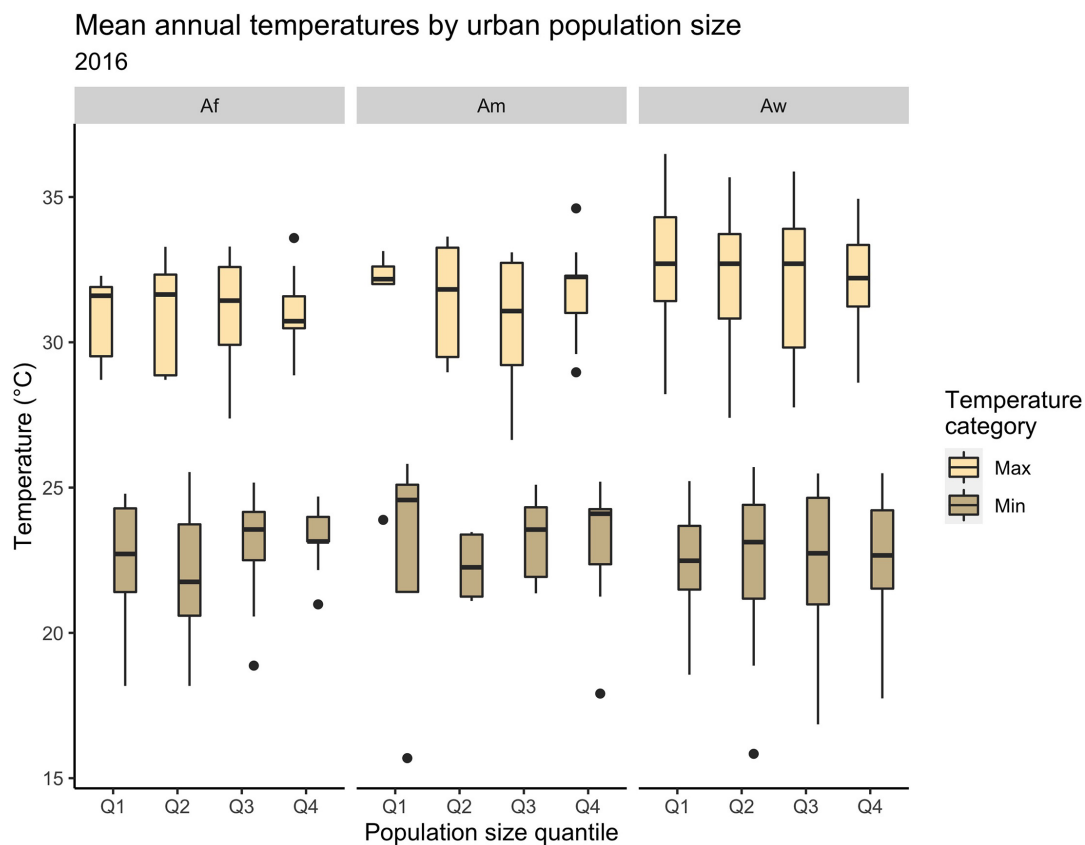 Mean annual temperatures by urban population size
2016
Af Am Aw
35
30
25
20
15
Temperature (°C)
Q1 Q2 Q3 Q4 Q1 Q2 Q3 Q4 Q1 Q2 Q3 Q4
Population size quantile
Temperature
category
Max
Min